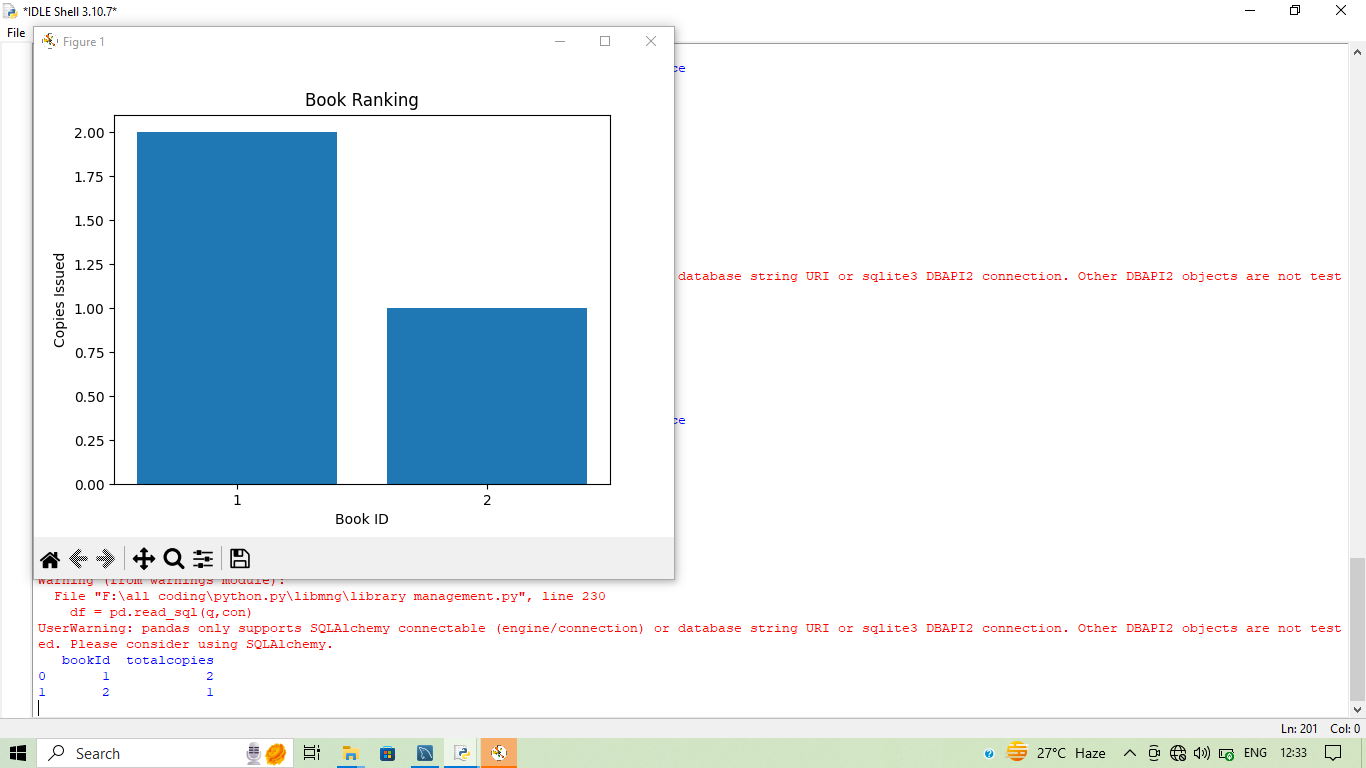 *IDLE Shell 3.10.7*
File
Figure 1
ce
Book Ranking
2.00
1.75
1.50
1.25
1.00
0.75
0.50
0.25
0.00
Copies Issued
1 2
Book ID
database string URI or sqlite3 DBAPI2 connection. Other DBAPI2 objects are not test
ce
Warning (from warnings module):
File "F:\all coding\python.py\libmng\library management.py", line 230
df = pd.read_sql(q,con)
UserWarning: pandas only supports SQLAlchemy connectable (engine/connection) or database string URI or sqlite3 DBAPI2 connection. Other DBAPI2 objects are not test
ed. Please consider using SQLAlchemy.
bookId totalcopies
0 1 2
1 2 1
Ln: 201 Col: 0
Search
27°C Haze
ENG
12:33